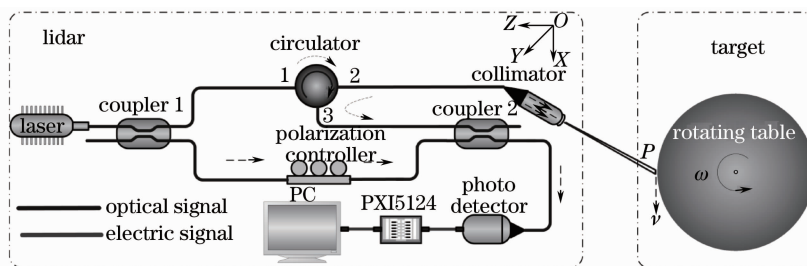 lidar
circulator
1
2
3
Z
O
Y
X
collimator
target
laser
coupler 1
coupler 2
polarization
controller
PC
PXI5124
photo
detector
optical signal
electric signal
rotating table
P
ω
ν